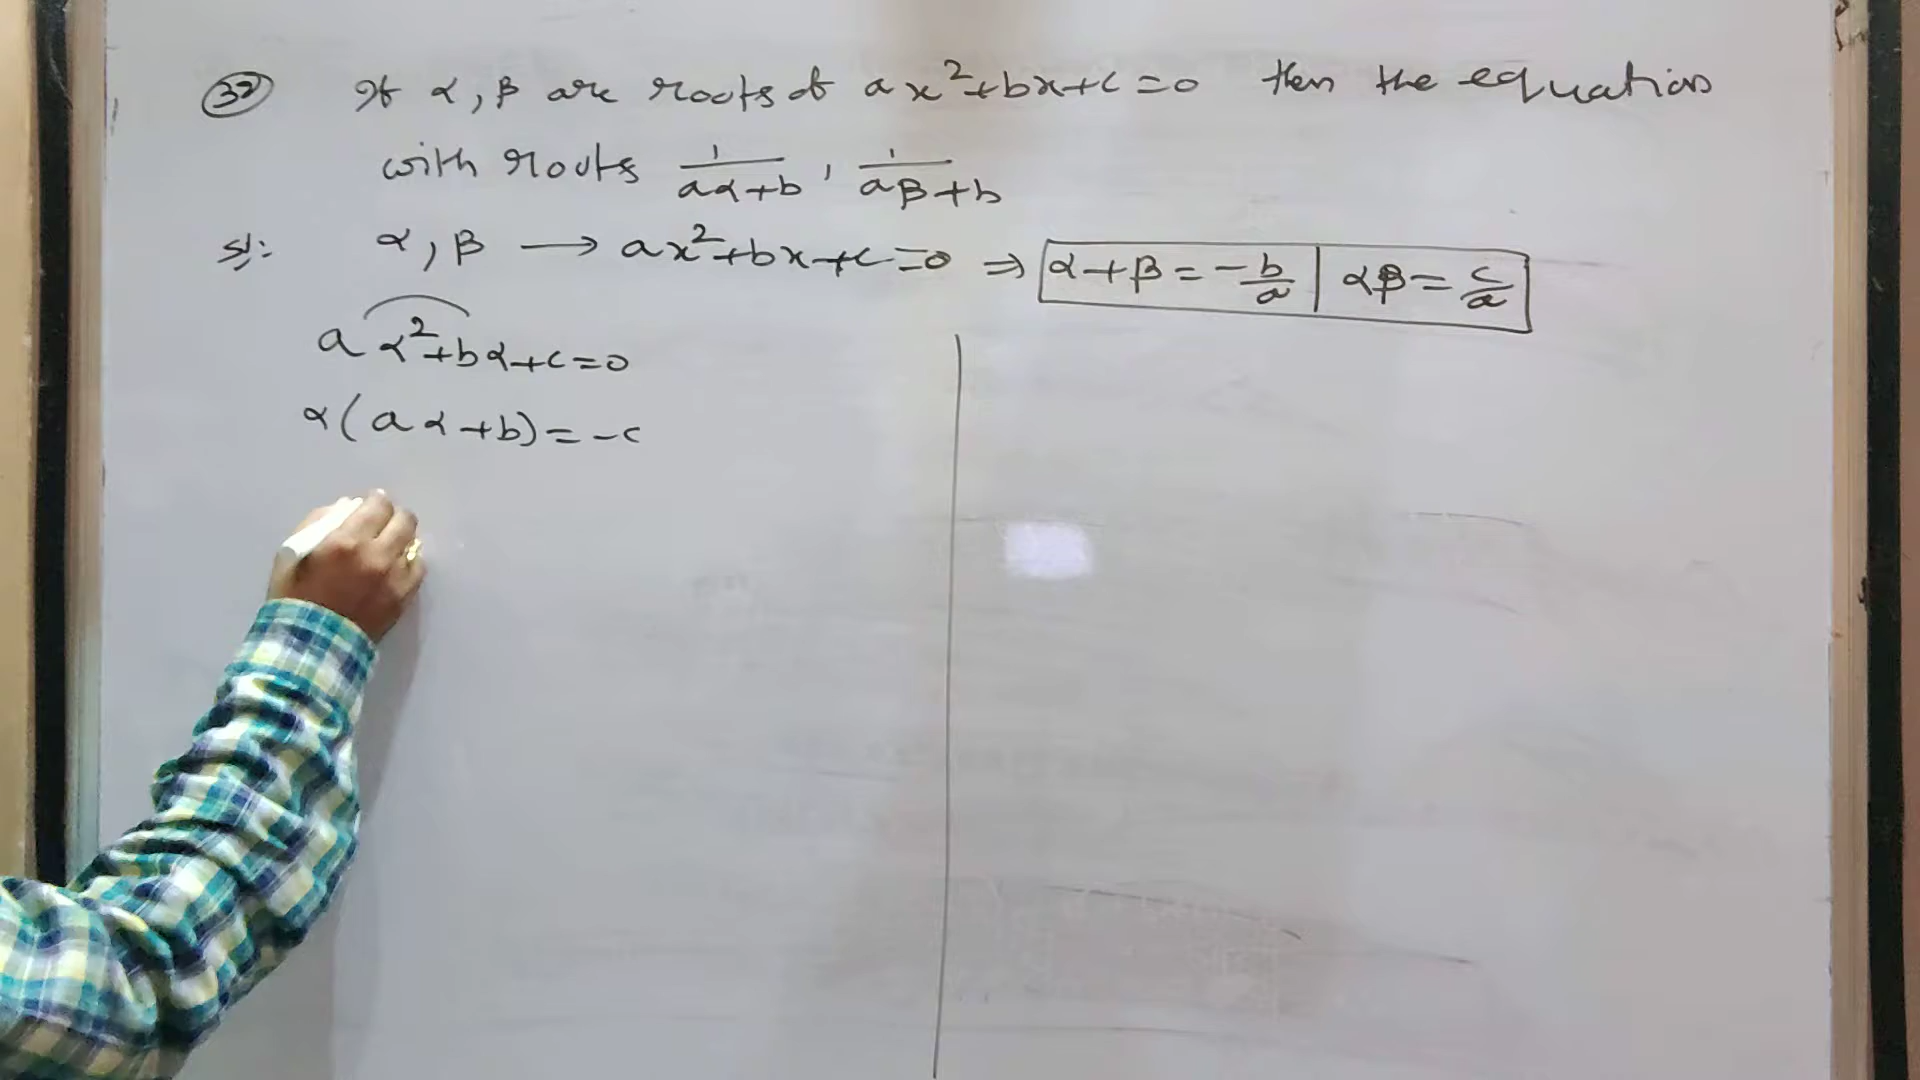 (32) If α, β are roots of ax²+bx+c=0 then the equation
with roots 1/(aα+b), 1/(aβ+b)
Sol: α, β → ax²+bx+c=0 ⇒ α+β = -b/a | αβ = c/a
aα²+bα+c=0
α(aα+b)=-c